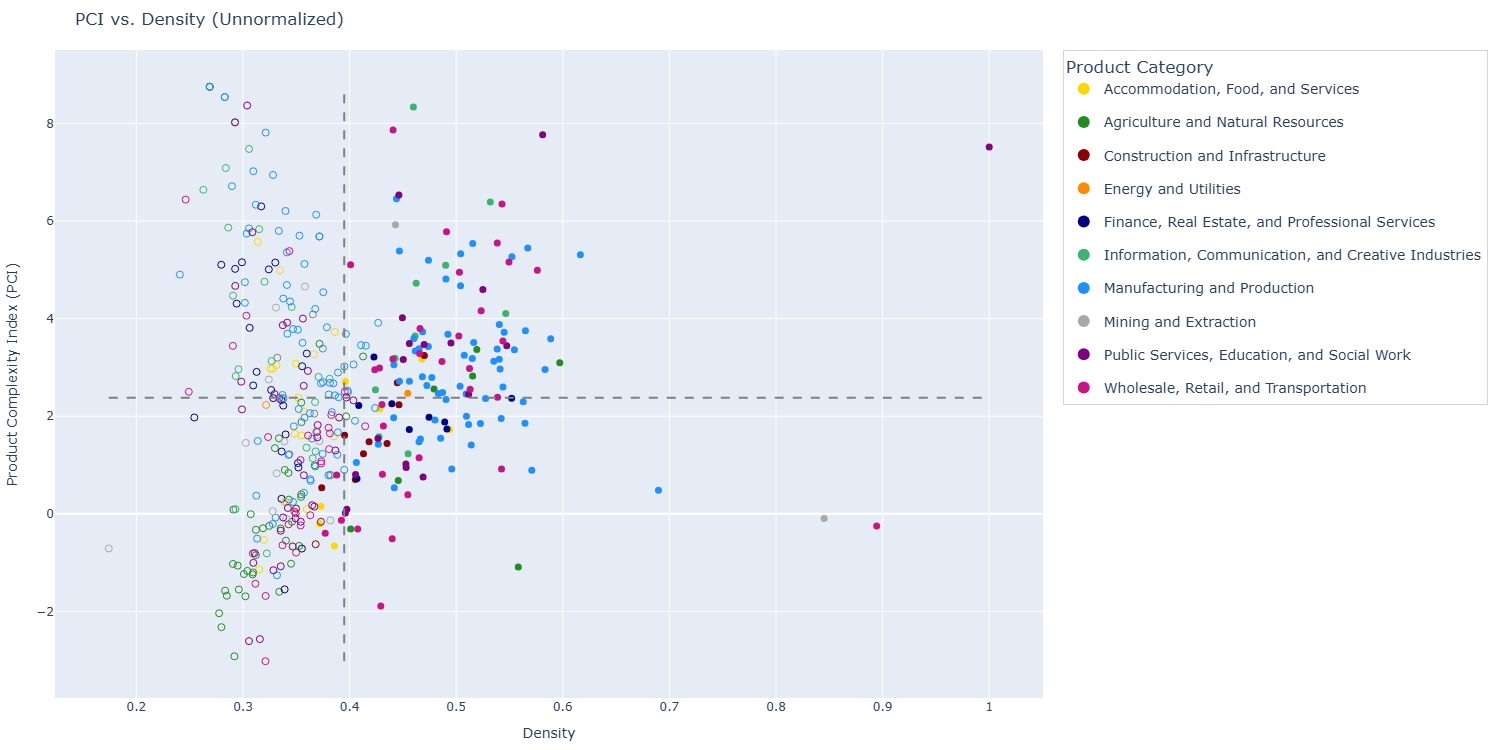 PCI vs. Density (Unnormalized)
Product Category
Accommodation, Food, and Services
Agriculture and Natural Resources
Construction and Infrastructure
Energy and Utilities
Finance, Real Estate, and Professional Services
Information, Communication, and Creative Industries
Manufacturing and Production
Mining and Extraction
Public Services, Education, and Social Work
Wholesale, Retail, and Transportation
Product Complexity Index (PCI)
8
6
4
2
0
−2
0.2 0.3 0.4 0.5 0.6 0.7 0.8 0.9 1
Density